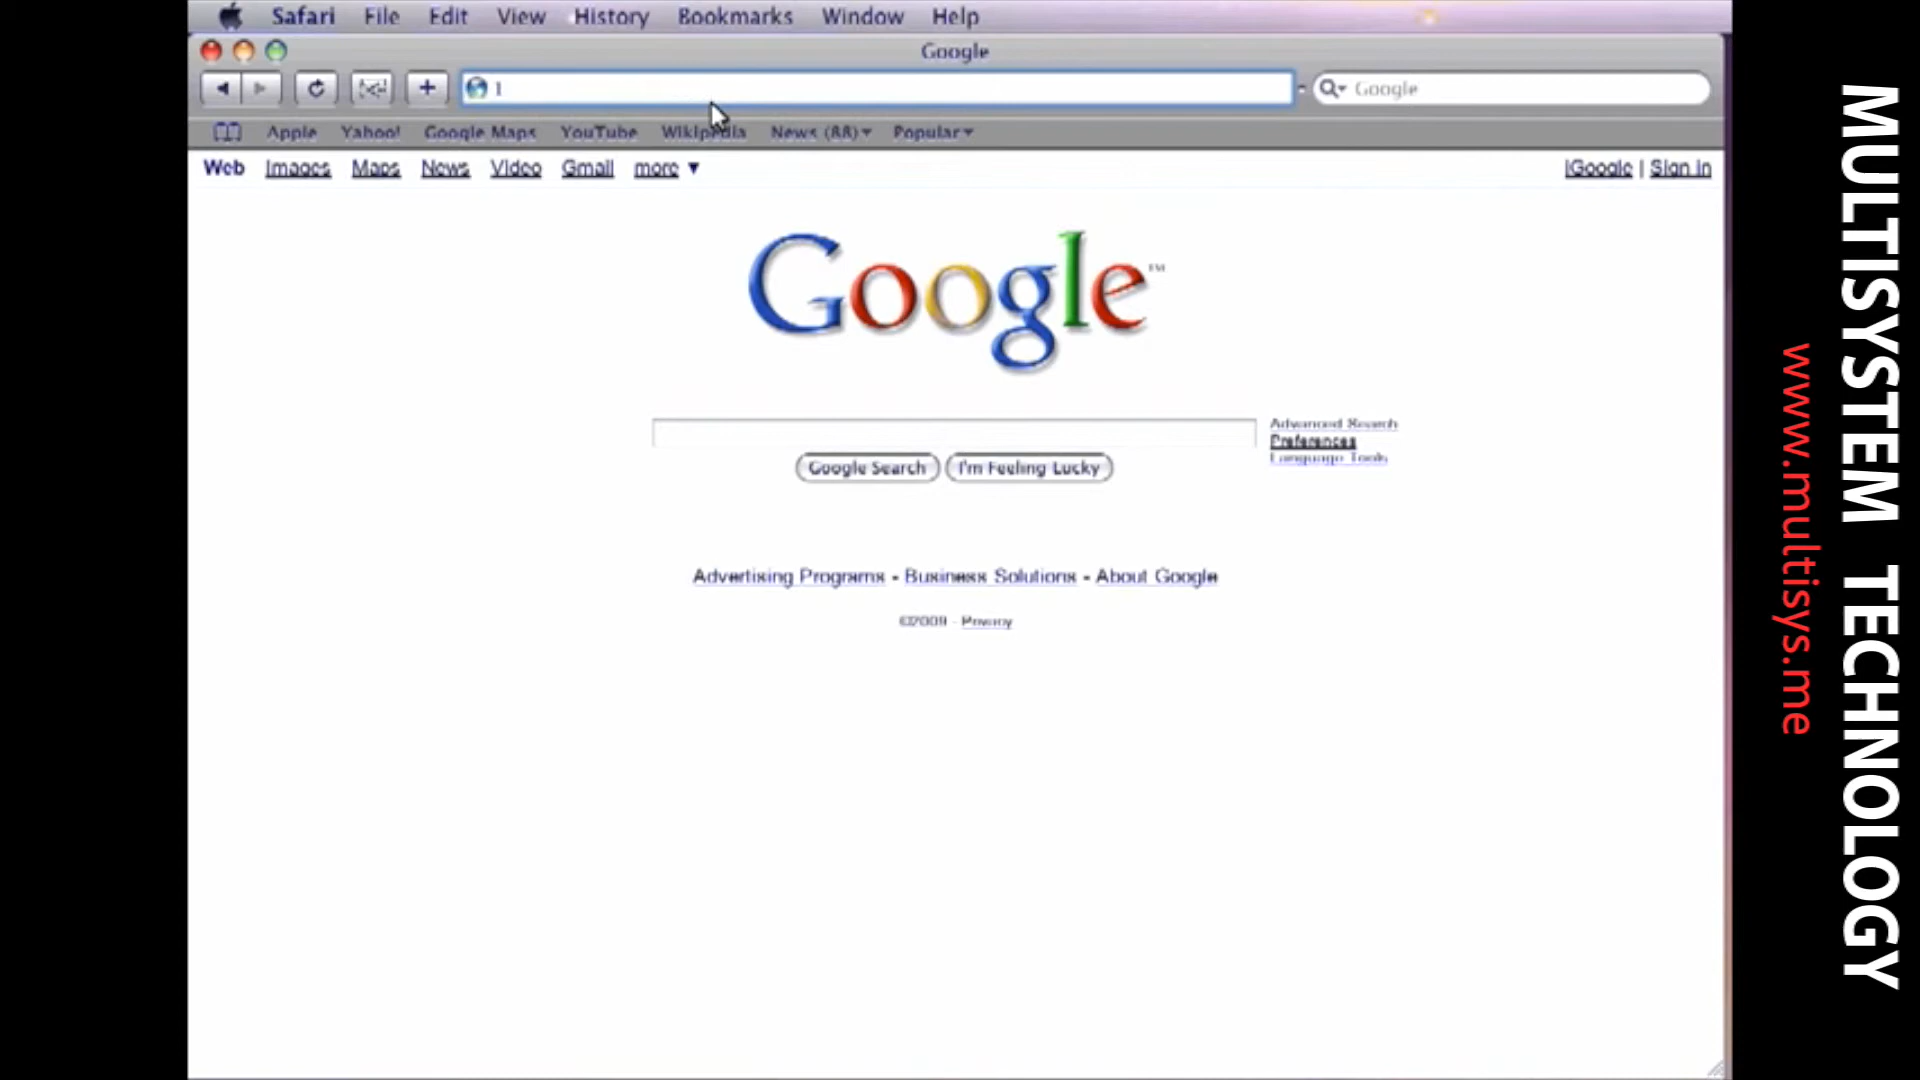 Safari File Edit View History Bookmarks Window Help
Google
1 Google
Apple Yahoo! Google Maps YouTube Wikipedia News (88) Popular
Web Images Maps News Video Gmail more iGoogle | Sign in
Google™
Advanced Search
Preferences
Language Tools
Google Search I'm Feeling Lucky
Advertising Programs - Business Solutions - About Google
©2009 - Privacy
MULTISYSTEM TECHNOLOGY
www.multisys.me